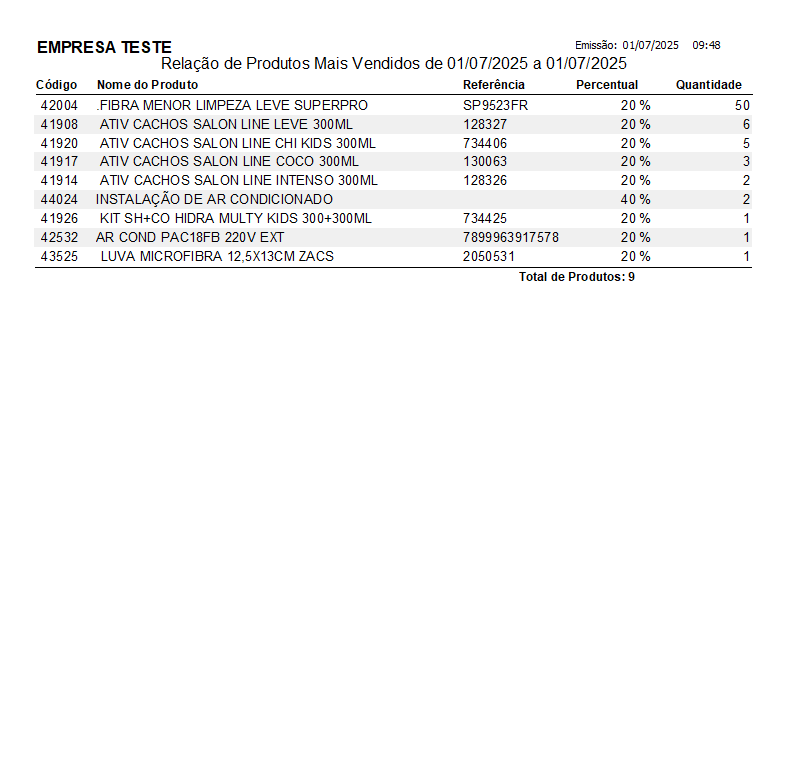 EMPRESA TESTE Emissão: 01/07/2025 09:48
Relação de Produtos Mais Vendidos de 01/07/2025 a 01/07/2025
Código Nome do Produto Referência Percentual Quantidade
42004 .FIBRA MENOR LIMPEZA LEVE SUPERPRO SP9523FR 20 % 50
41908 ATIV CACHOS SALON LINE LEVE 300ML 128327 20 % 6
41920 ATIV CACHOS SALON LINE CHI KIDS 300ML 734406 20 % 5
41917 ATIV CACHOS SALON LINE COCO 300ML 130063 20 % 3
41914 ATIV CACHOS SALON LINE INTENSO 300ML 128326 20 % 2
44024 INSTALAÇÃO DE AR CONDICIONADO 40 % 2
41926 KIT SH+CO HIDRA MULTY KIDS 300+300ML 734425 20 % 1
42532 AR COND PAC18FB 220V EXT 7899963917578 20 % 1
43525 LUVA MICROFIBRA 12,5X13CM ZACS 2050531 20 % 1
Total de Produtos: 9